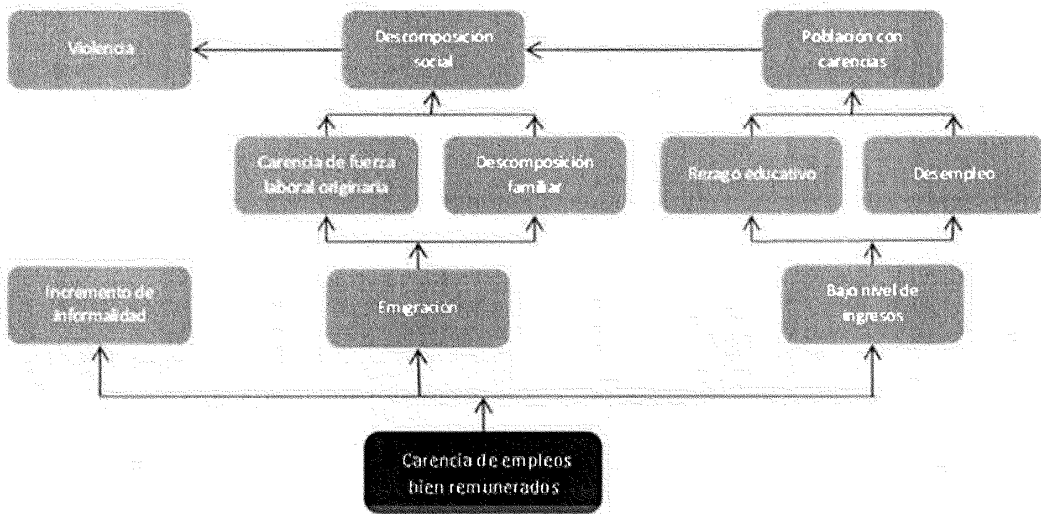 Violencia
Descomposición
social
Población con
carencias
Carencia de fuerza
laboral originaria
Descomposición
familiar
Rezago educativo
Desempleo
Incremento de
informalidad
Emigración
Bajo nivel de
ingresos
Carencia de empleos
bien remunerados